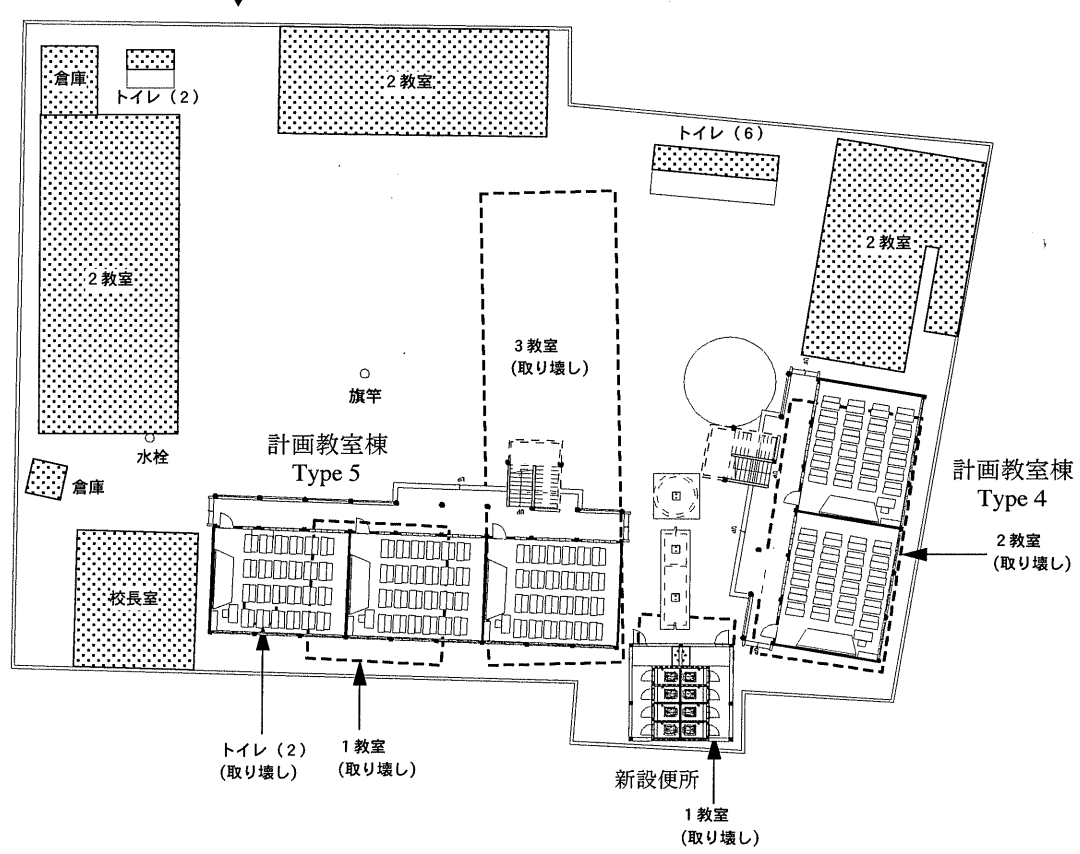 倉庫
トイレ（2）
2教室
トイレ（6）
2教室
2教室
3教室
(取り壊し)
旗竿
水栓
計画教室棟
Type 5
倉庫
計画教室棟
Type 4
2教室
(取り壊し)
校長室
トイレ（2）
(取り壊し)
1教室
(取り壊し)
新設便所
1教室
(取り壊し)